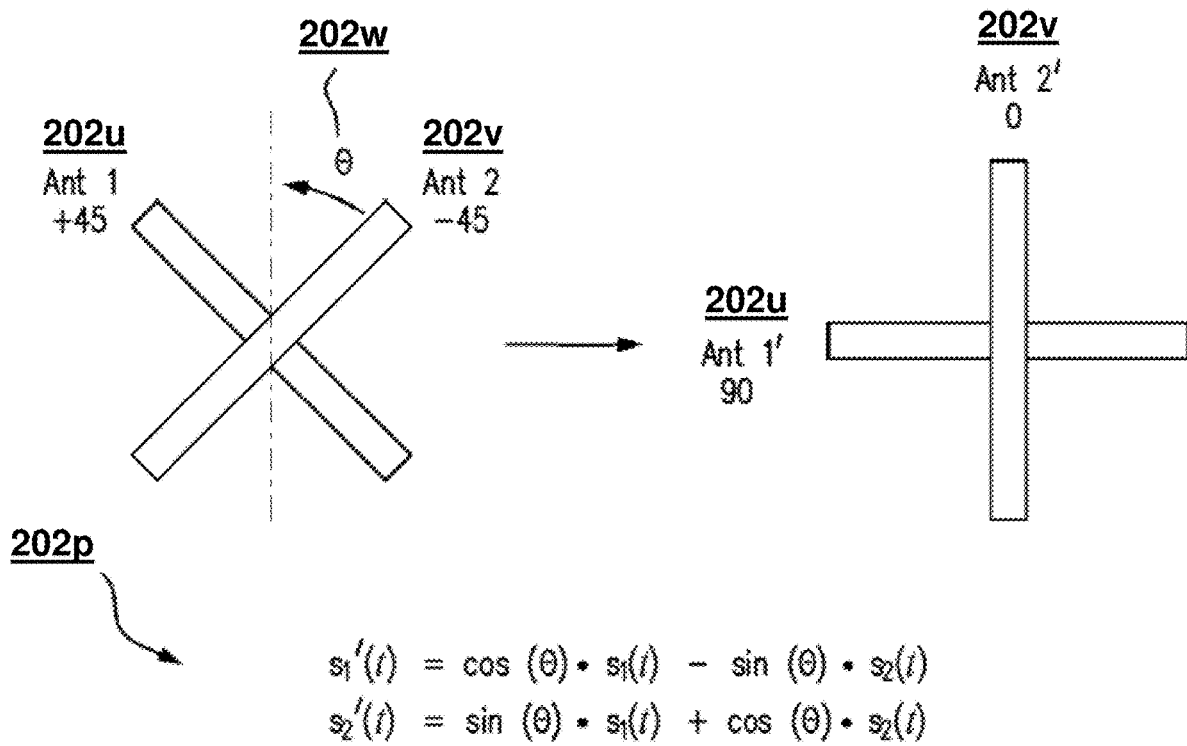 202w
202u
Ant 1
+45
θ
202v
Ant 2
−45
202v
Ant 2′
0
202u
Ant 1′
90
202p
s₁′(t) = cos (θ) • s₁(t) − sin (θ) • s₂(t)
s₂′(t) = sin (θ) • s₁(t) + cos (θ) • s₂(t)